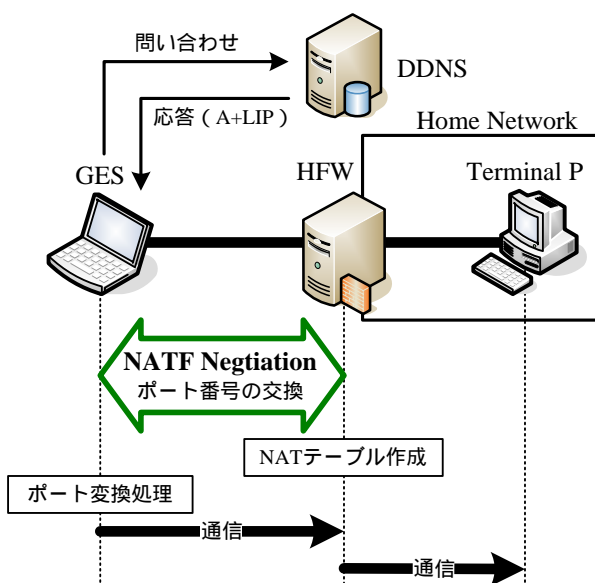 問い合わせ
DDNS
応答(A+LIP)
Home Network
GES
HFW
Terminal P
NATF Negtiation
ポート番号の交換
NATテーブル作成
ポート変換処理
通信
通信